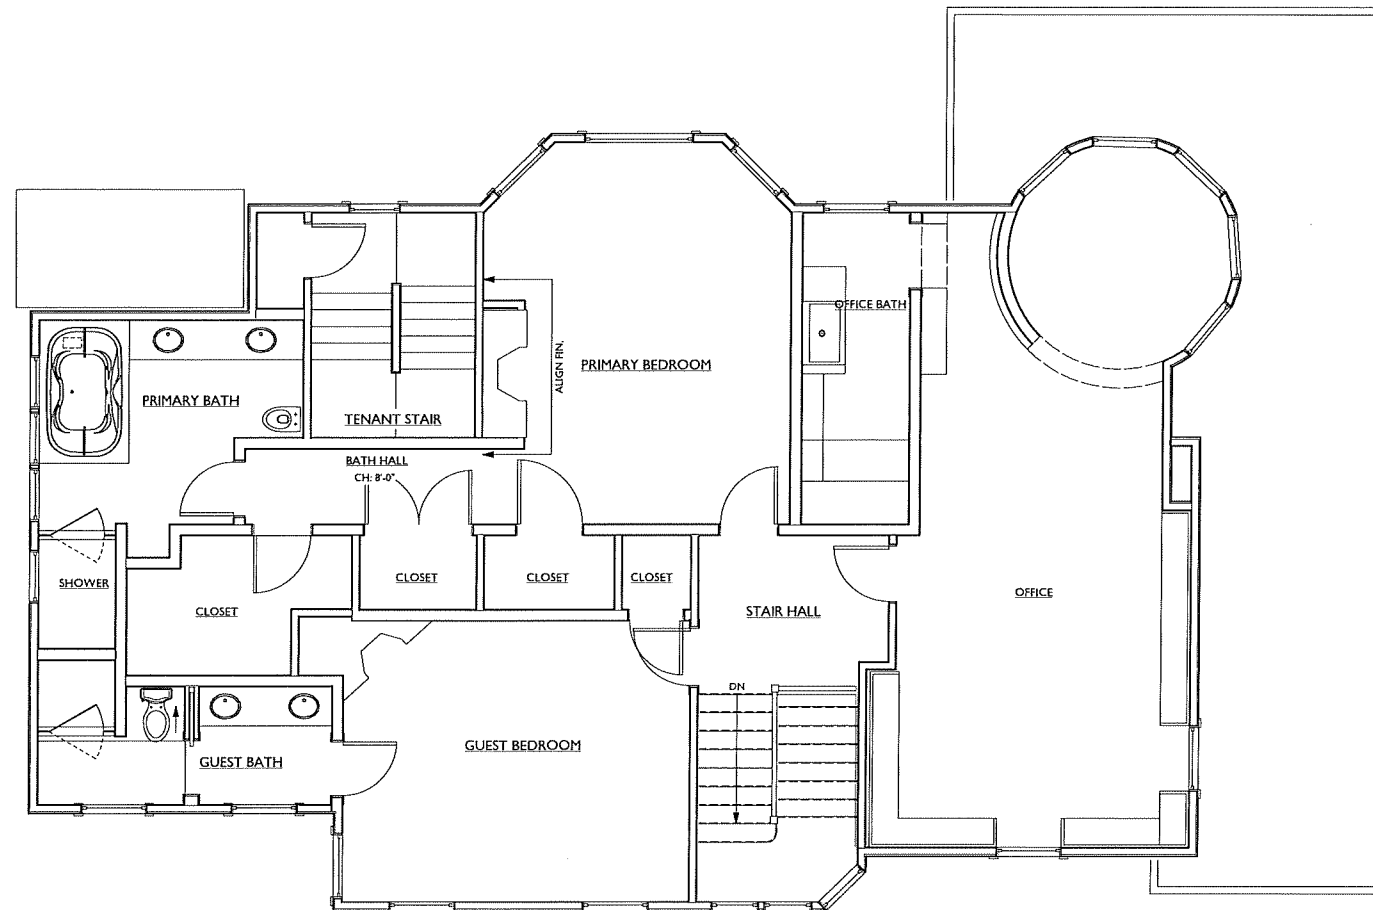 OFFICE BATH
PRIMARY BEDROOM
ALIGN FIN.
PRIMARY BATH
TENANT STAIR
BATH HALL
CH: 8'-0"
SHOWER
CLOSET
CLOSET
CLOSET
CLOSET
STAIR HALL
OFFICE
DN
GUEST BEDROOM
GUEST BATH